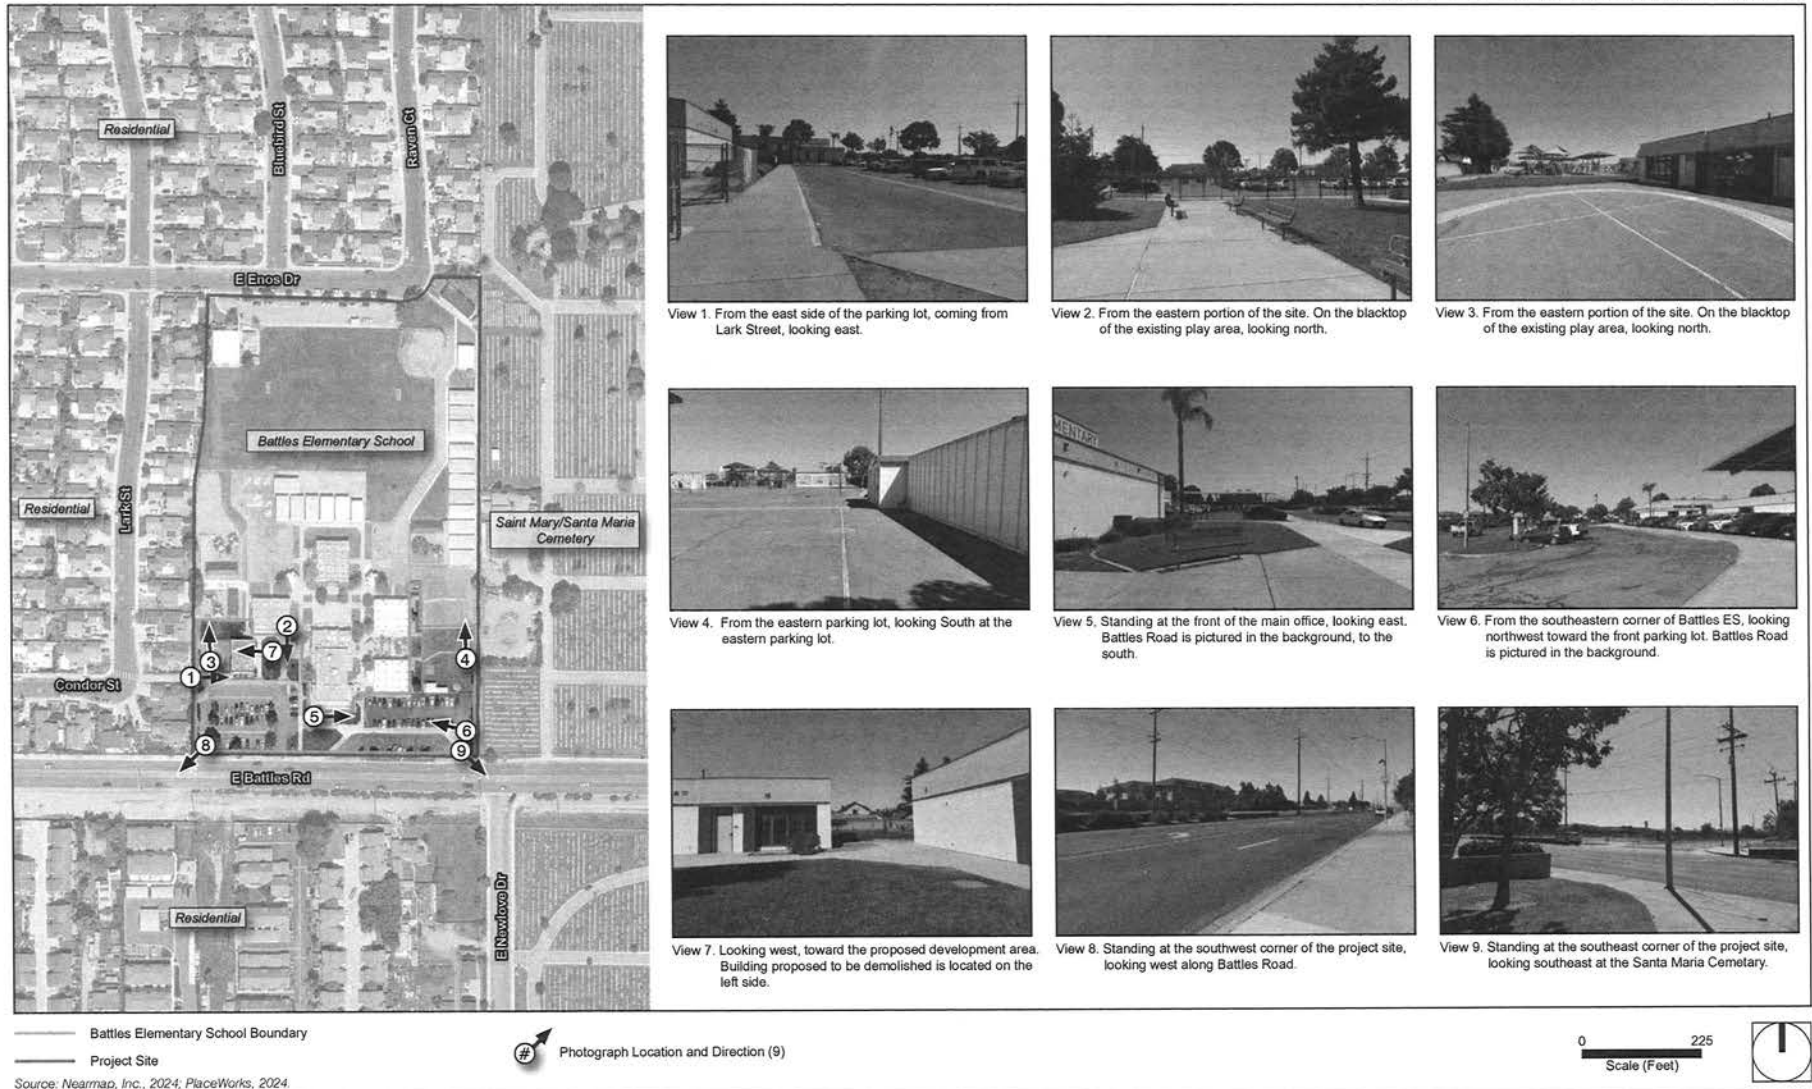 Residential
Bluebird St
Raven Ct
E Enos Dr
Battles Elementary School
Residential
Lark St
Saint Mary/Santa Maria
Cemetery
2
3
7
4
1
Condor St
5
6
8
9
E Battles Rd
Residential
E Newlove Dr
View 1. From the east side of the parking lot, coming from
Lark Street, looking east.
View 2. From the eastern portion of the site. On the blacktop
of the existing play area, looking north.
View 3. From the eastern portion of the site. On the blacktop
of the existing play area, looking north.
MENTARY
View 4. From the eastern parking lot, looking South at the
eastern parking lot.
View 5. Standing at the front of the main office, looking east.
Battles Road is pictured in the background, to the
south.
View 6. From the southeastern corner of Battles ES, looking
northwest toward the front parking lot. Battles Road
is pictured in the background.
View 7. Looking west, toward the proposed development area.
Building proposed to be demolished is located on the
left side.
View 8. Standing at the southwest corner of the project site,
looking west along Battles Road.
View 9. Standing at the southeast corner of the project site,
looking southeast at the Santa Maria Cemetary.
Battles Elementary School Boundary
Project Site
# Photograph Location and Direction (9)
0 225
Scale (Feet)
Source: Nearmap, Inc., 2024; PlaceWorks, 2024.